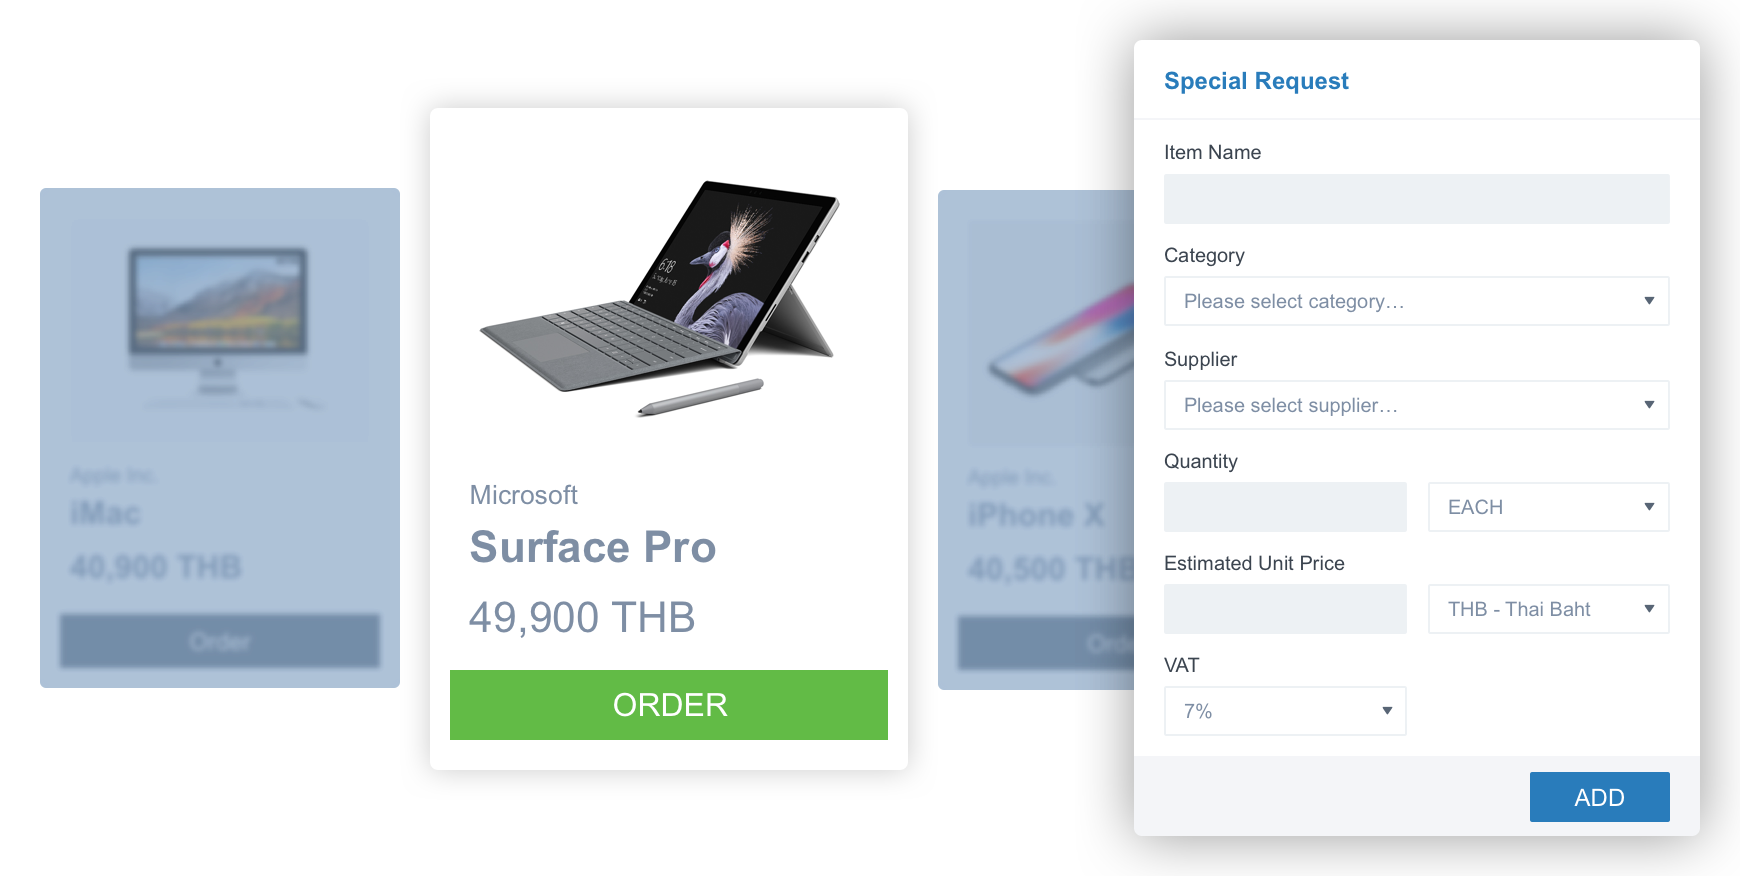 Apple Inc.
iMac
40,900 THB
Order
6:18
Microsoft
Surface Pro
49,900 THB
ORDER
Apple Inc.
iPhone X
40,500 THB
Special Request
Item Name
Category
Please select category…
Supplier
Please select supplier…
Quantity
EACH
Estimated Unit Price
THB - Thai Baht
VAT
7%
ADD